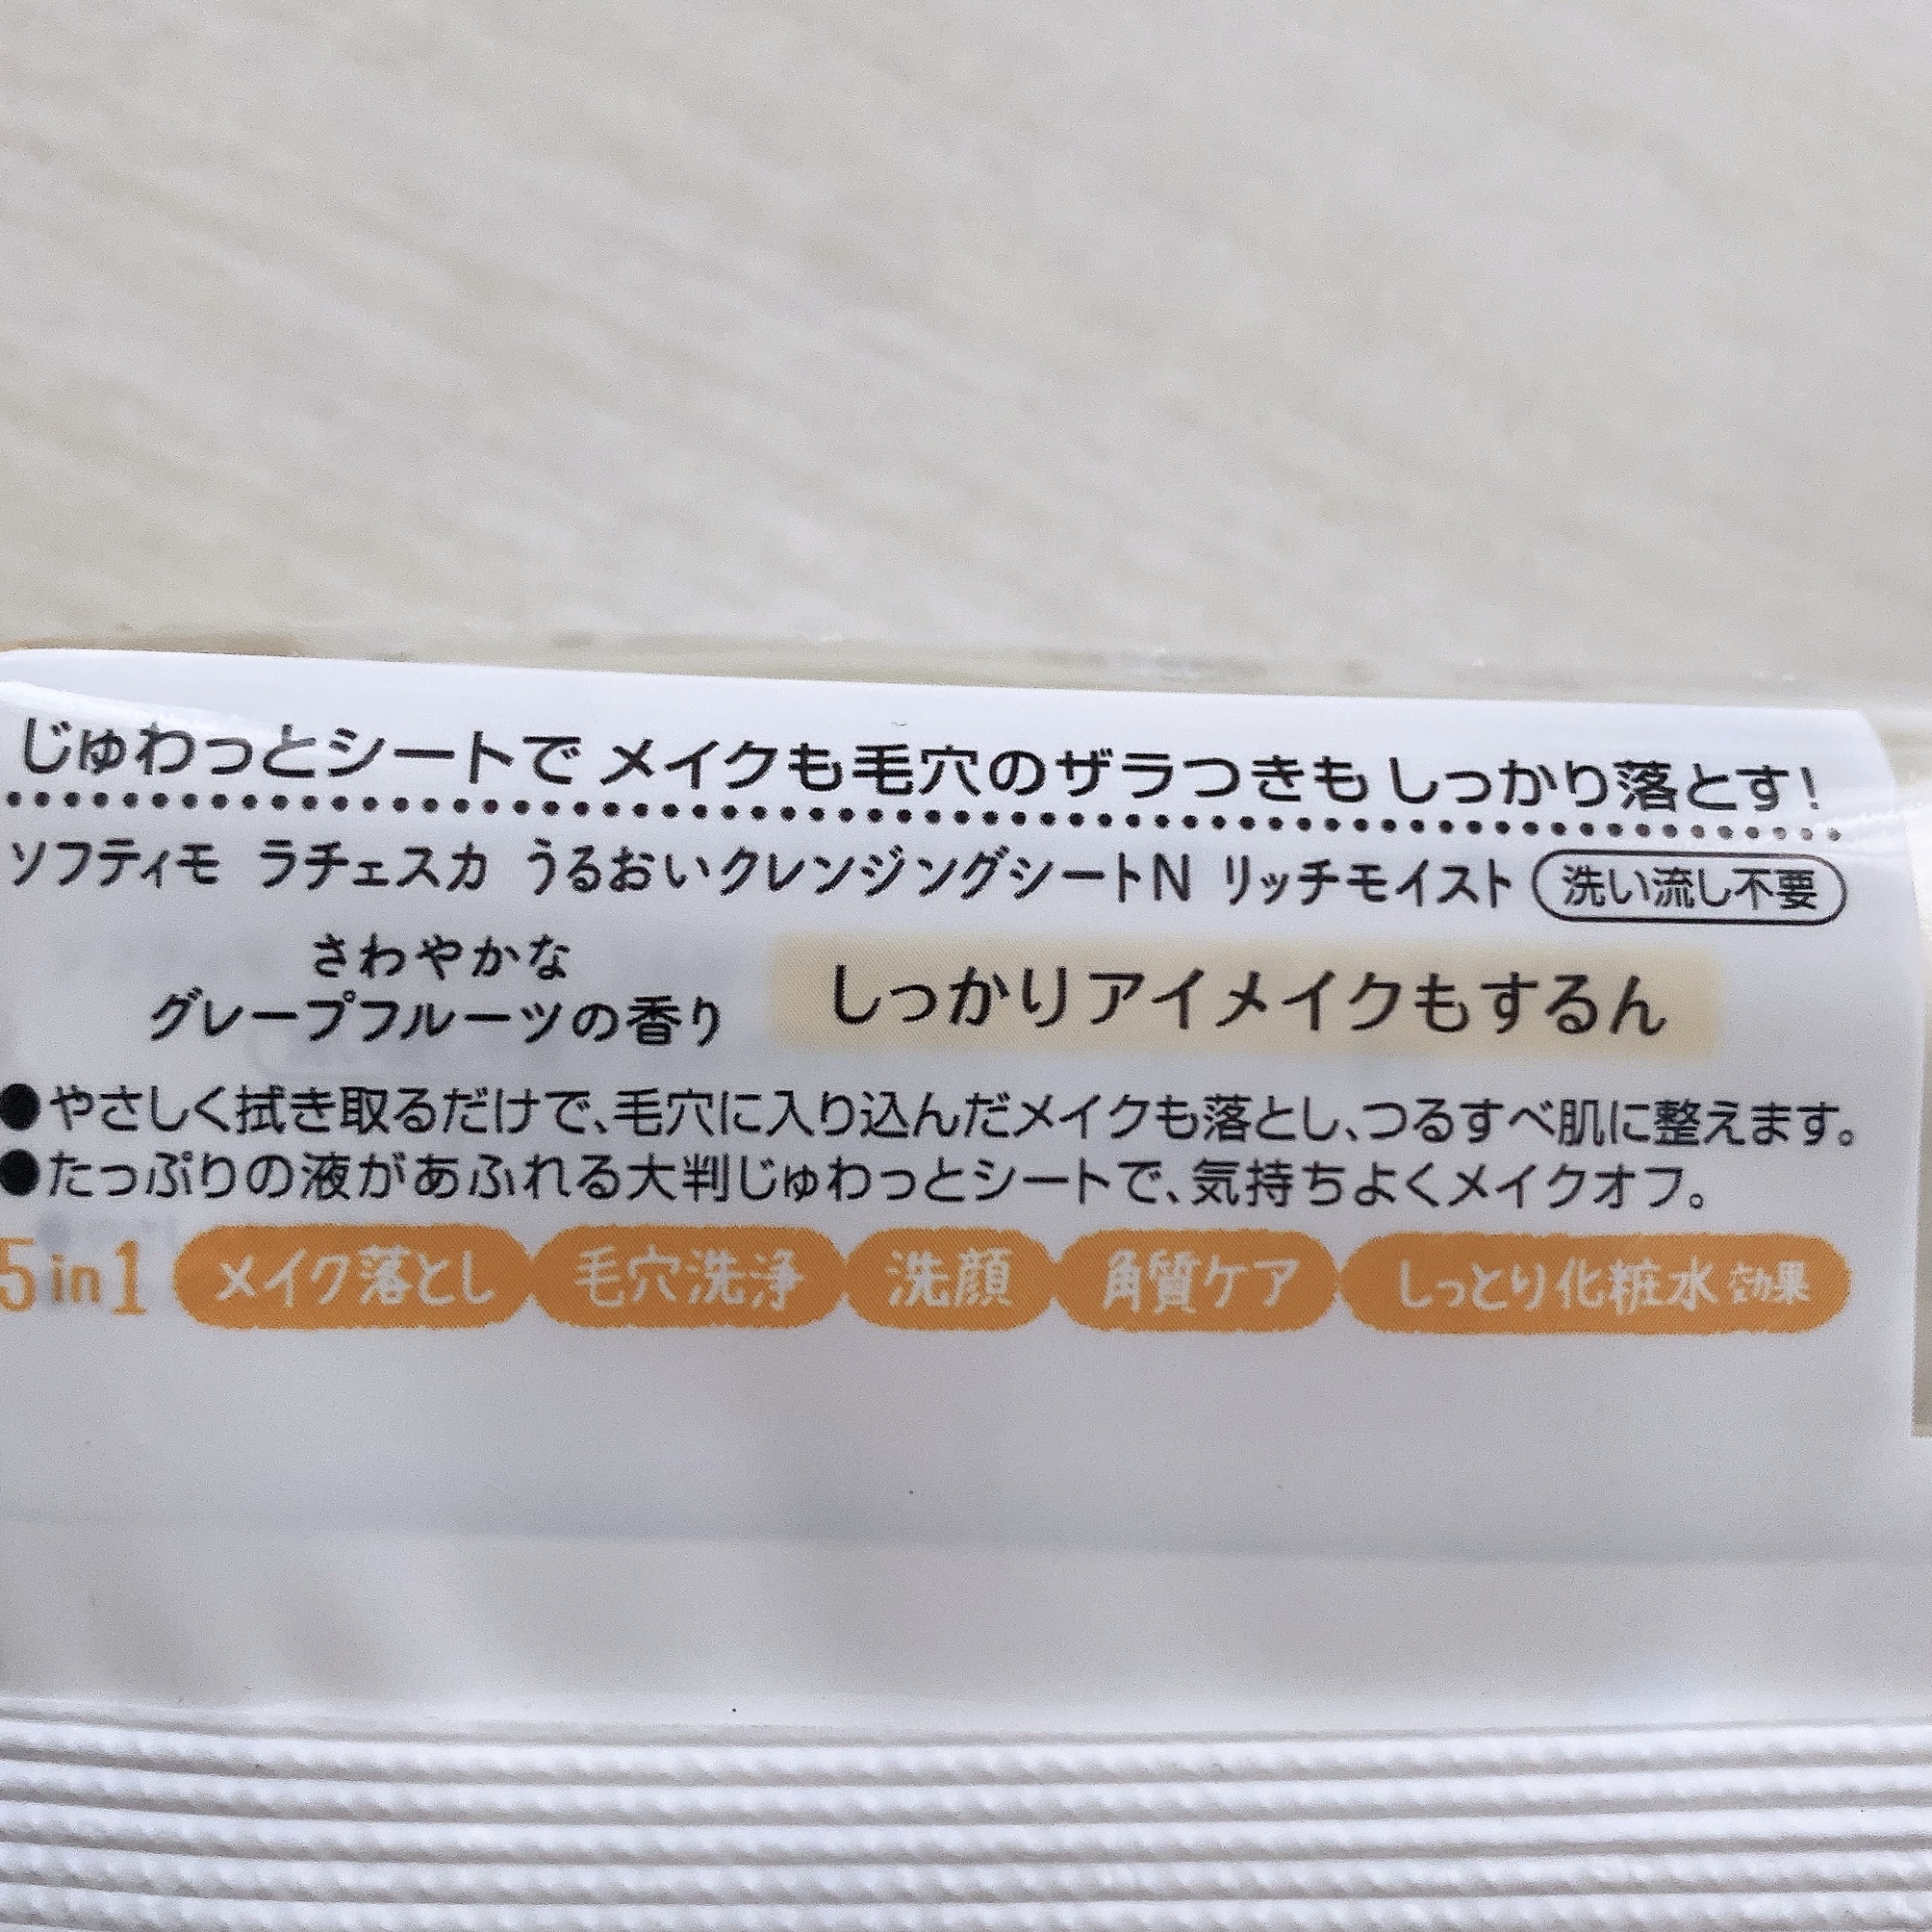 じゅわっとシートで メイクも毛穴のザラつきも しっかり落とす!
ソフティモ ラチェスカ うるおいクレンジングシートN リッチモイスト 洗い流し不要
さわやかな
グレープフルーツの香り
しっかりアイメイクもするん
●やさしく拭き取るだけで、毛穴に入り込んだメイクも落とし、つるすべ肌に整えます。
●たっぷりの液があふれる大判じゅわっとシートで、気持ちよくメイクオフ。
5in1 メイク落とし 毛穴洗浄 洗顔 角質ケア しっとり化粧水効果